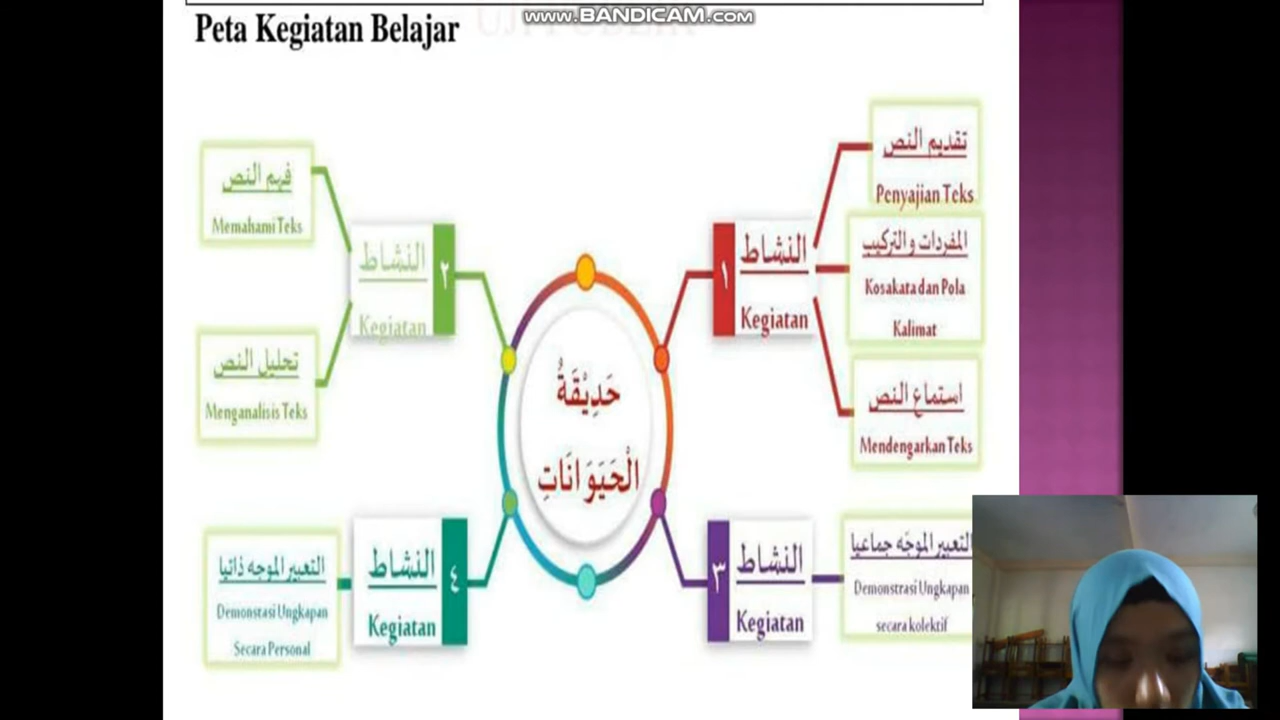 WWW.BANDICAM.COM
Peta Kegiatan Belajar
تقديم النص
Penyajian Teks
١
النشاط
Kegiatan
المفردات و التركيب
Kosakata dan Pola
Kalimat
استماع النص
Mendengarkan Teks
فهم النص
Memahami Teks
٢
النشاط
Kegiatan
تحليل النص
Menganalisis Teks
حَدِيْقَةُ
الْحَيَوَانَاتِ
٣
النشاط
Kegiatan
التعبير الموجّه جماعيا
Demonstrasi Ungkapan
secara kolektif
٤
النشاط
Kegiatan
التعبير الموجه ذاتيا
Demonstasi Ungkapan
Secara Personal